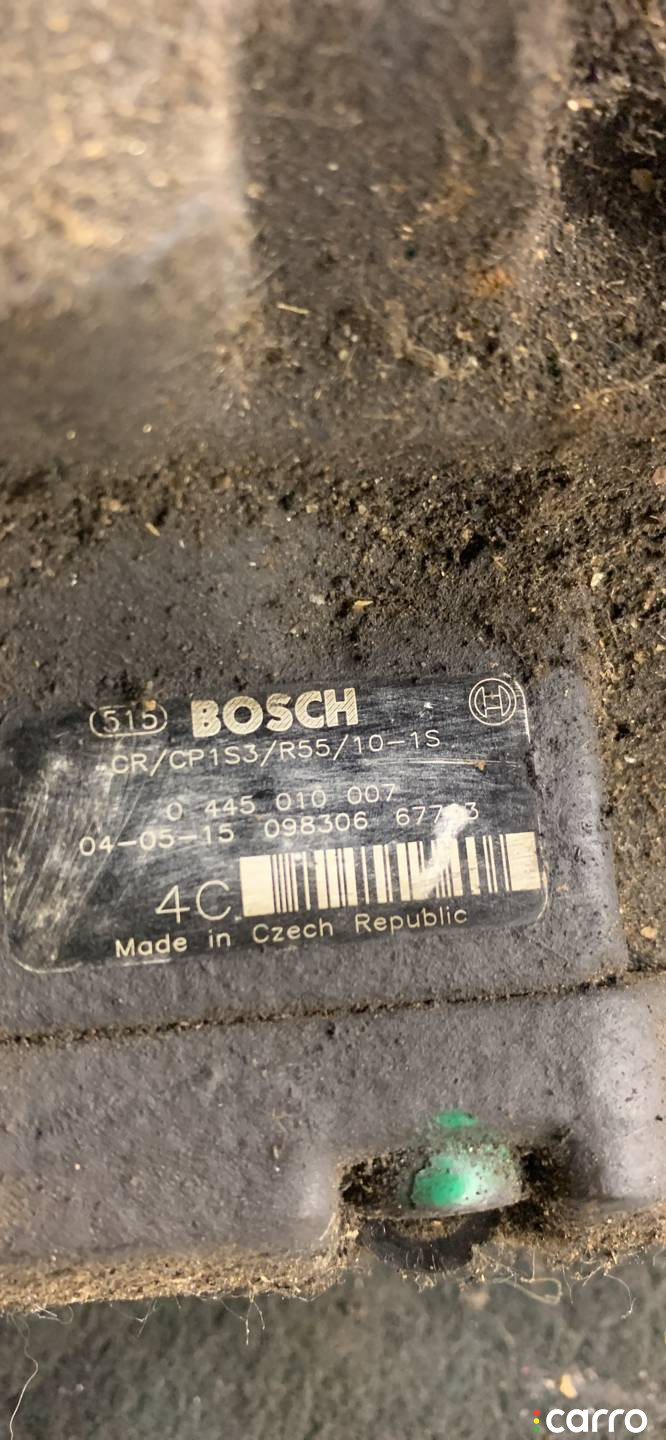 515 BOSCH
CR/CP1S3/R55/10-1S
0 445 010 007
04-05-15 098306
4C
Made in Czech Republic
carro